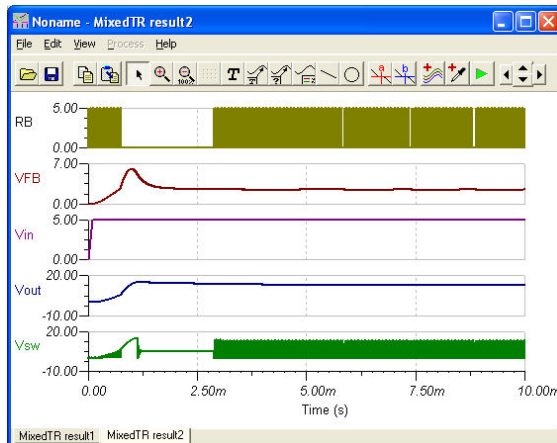 Noname - MixedTR result2
File Edit View Process Help
T
100%
a
b
RB
5.00
0.00
VFB
7.00
0.00
Vin
5.00
0.00
Vout
20.00
-10.00
Vsw
20.00
-10.00
0.00 2.50m 5.00m 7.50m 10.00m
Time (s)
MixedTR result1 MixedTR result2